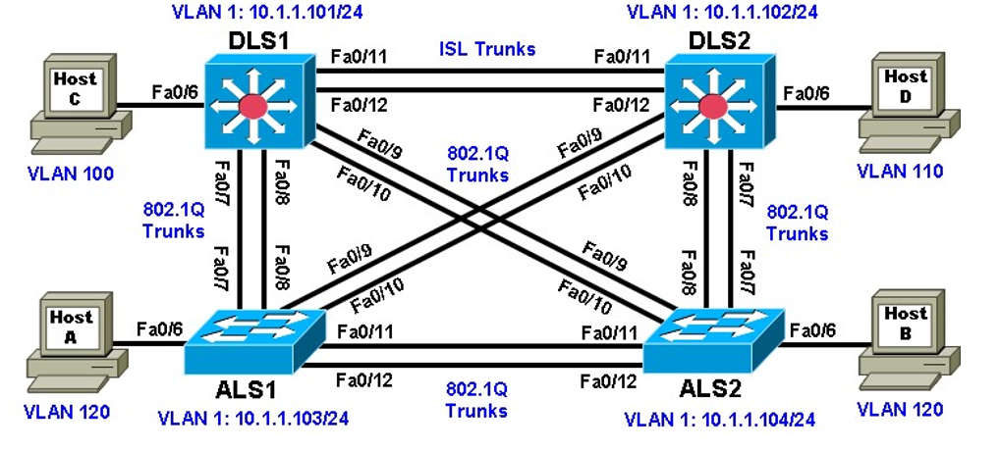 VLAN 1: 10.1.1.101/24
VLAN 1: 10.1.1.102/24
DLS1
DLS2
Fa0/11
ISL Trunks
Fa0/11
Host
C
Fa0/6
Fa0/12
Fa0/12
Fa0/6
Host
D
VLAN 100
VLAN 110
Fa0/9
Fa0/10
802.1Q
Trunks
Fa0/9
Fa0/10
Fa0/7
Fa0/8
Fa0/8
Fa0/7
802.1Q
Trunks
802.1Q
Trunks
Fa0/7
Fa0/8
Fa0/9
Fa0/10
Fa0/9
Fa0/10
Fa0/8
Fa0/7
Host
A
Fa0/6
Fa0/11
Fa0/11
Fa0/6
Host
B
Fa0/12
Fa0/12
ALS1
802.1Q
Trunks
ALS2
VLAN 120
VLAN 120
VLAN 1: 10.1.1.103/24
VLAN 1: 10.1.1.104/24